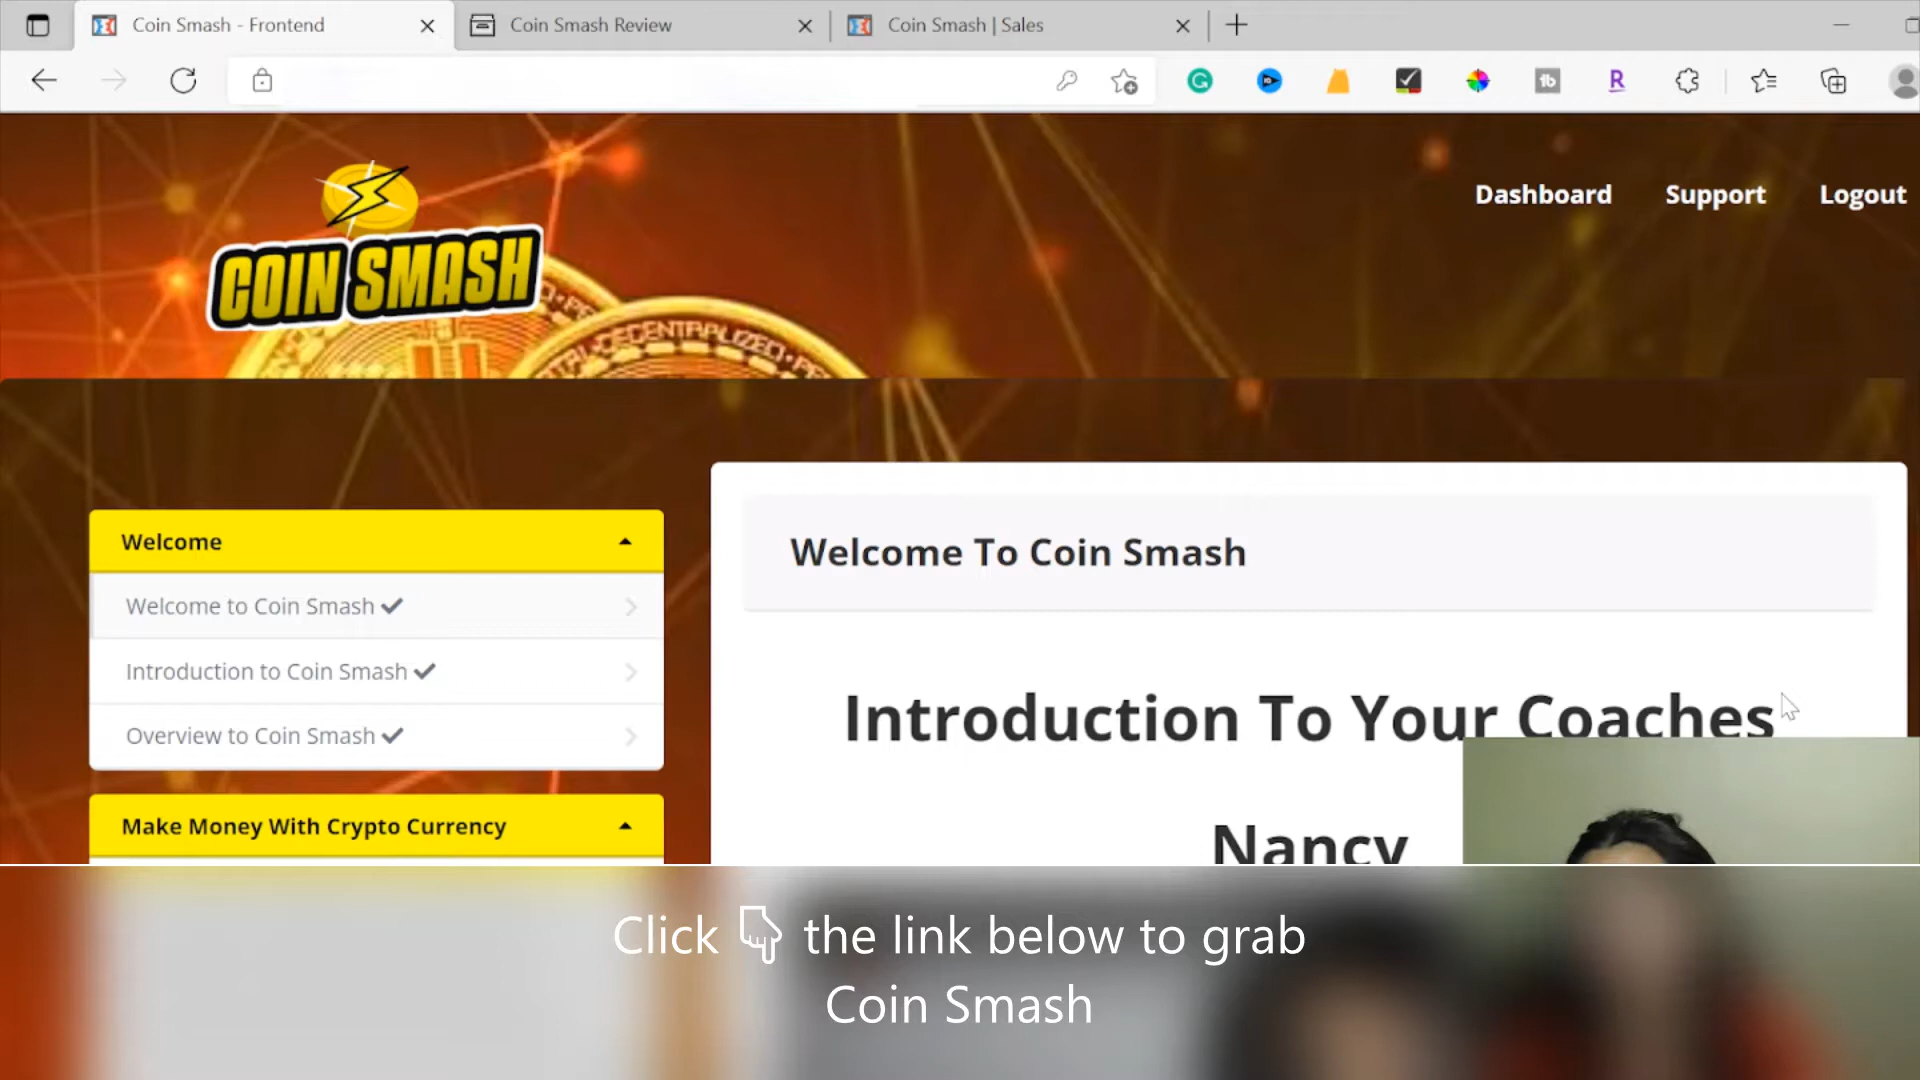 Coin Smash - Frontend
Coin Smash Review
Coin Smash | Sales
Dashboard
Support
Logout
COIN SMASH
DECENTRALIZED
Welcome
Welcome to Coin Smash
Introduction to Coin Smash
Overview to Coin Smash
Make Money With Crypto Currency
Welcome To Coin Smash
Introduction To Your Coaches
Nancy
Click the link below to grab
Coin Smash